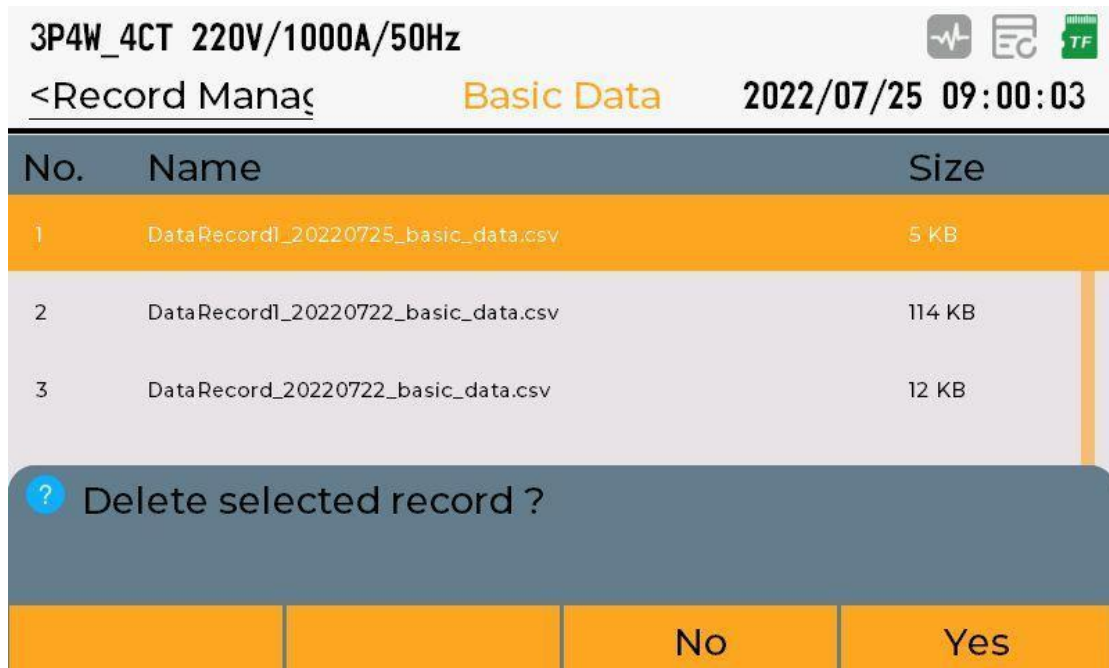 3P4W_4CT 220V/1000A/50Hz TF
<Record Manag Basic Data 2022/07/25 09:00:03
No. Name Size
1 DataRecord1_20220725_basic_data.csv 5 KB
2 DataRecord1_20220722_basic_data.csv 114 KB
3 DataRecord_20220722_basic_data.csv 12 KB
? Delete selected record ?
No Yes